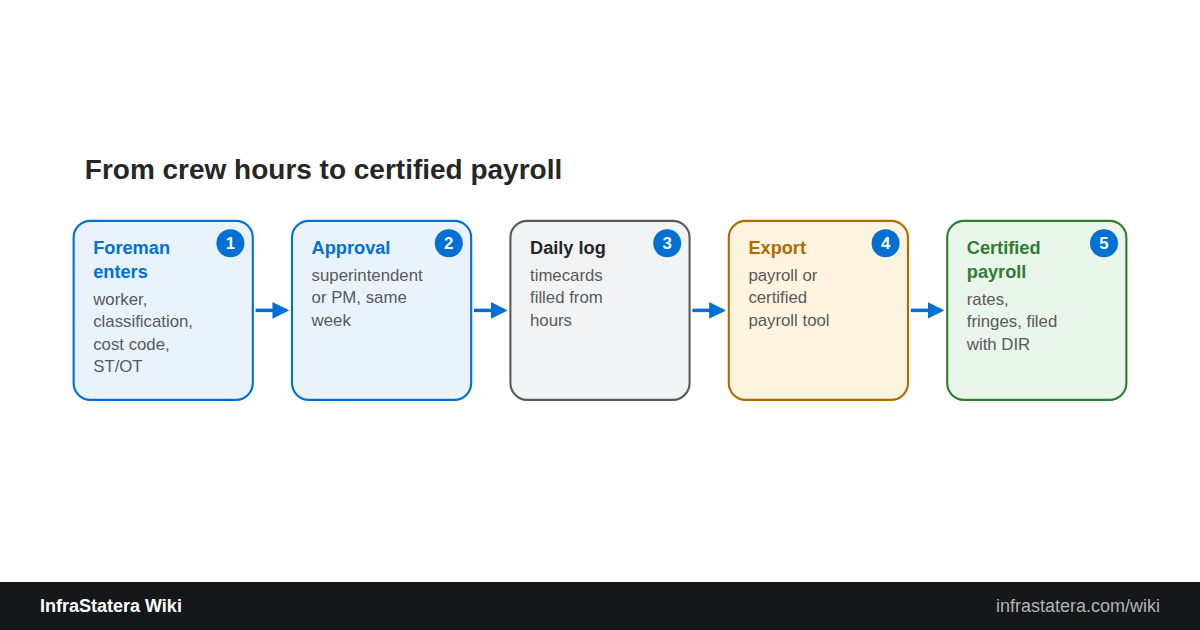 From crew hours to certified payroll
Foreman
enters
1
worker,
classification,
cost code,
ST/OT
Approval
2
superintendent
or PM, same
week
Daily log
3
timecards
filled from
hours
Export
4
payroll or
certified
payroll tool
Certified
payroll
5
rates,
fringes, filed
with DIR
InfraStatera Wiki
infrastatera.com/wiki